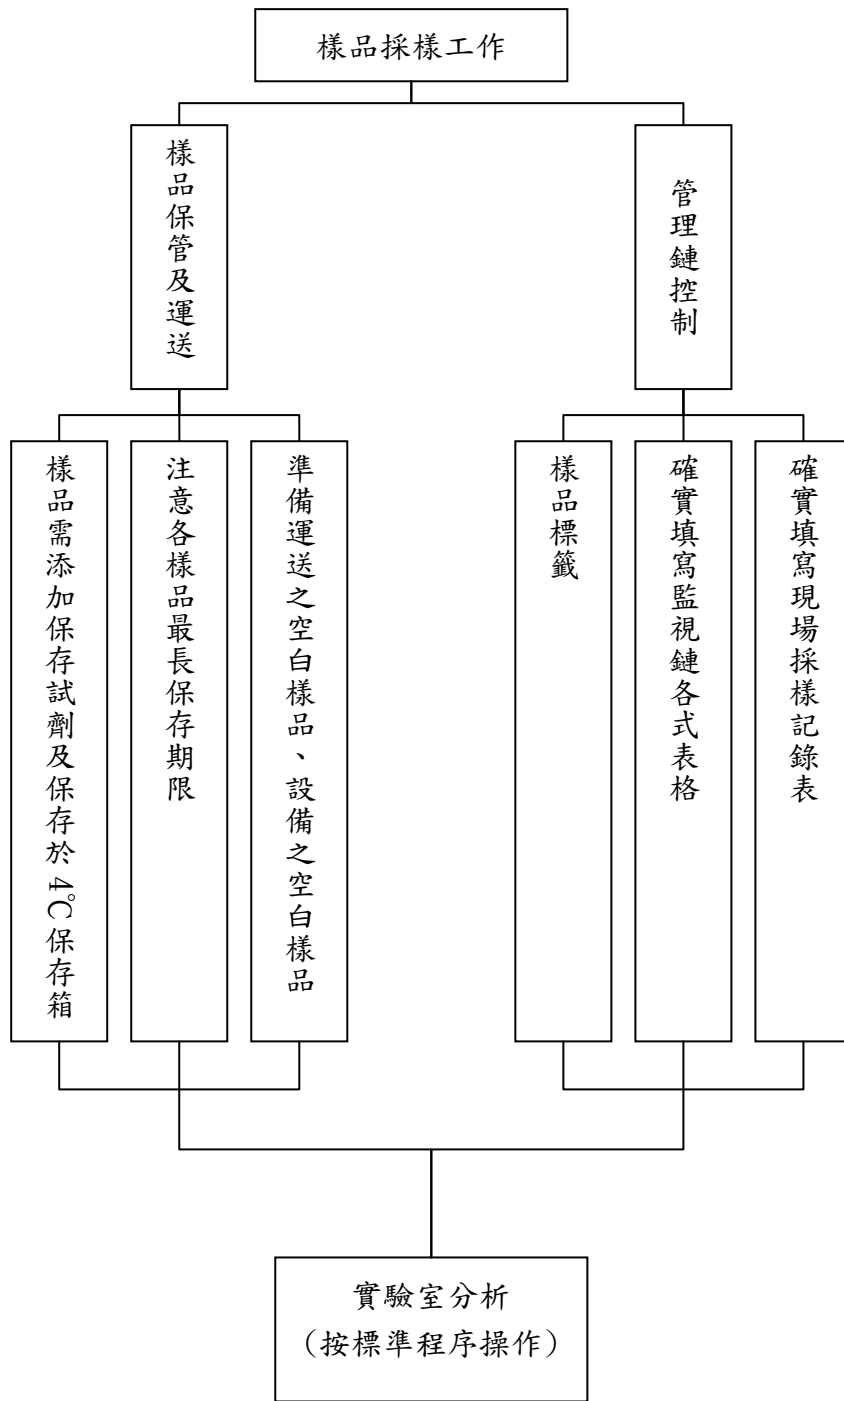 樣品採樣工作
樣品保管及運送
管理鏈控制
樣品需添加保存試劑及保存於 4℃保存箱
注意各樣品最長保存期限
準備運送之空白樣品、設備之空白樣品
樣品標籤
確實填寫監視鏈各式表格
確實填寫現場採樣記錄表
實驗室分析
（按標準程序操作）